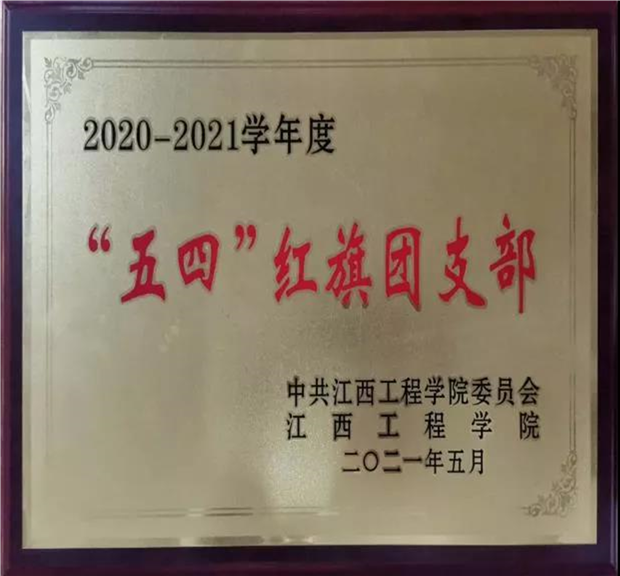 2020-2021学年度
“五四”红旗团支部
中共江西工程学院委员会
江西工程学院
二〇二一年五月